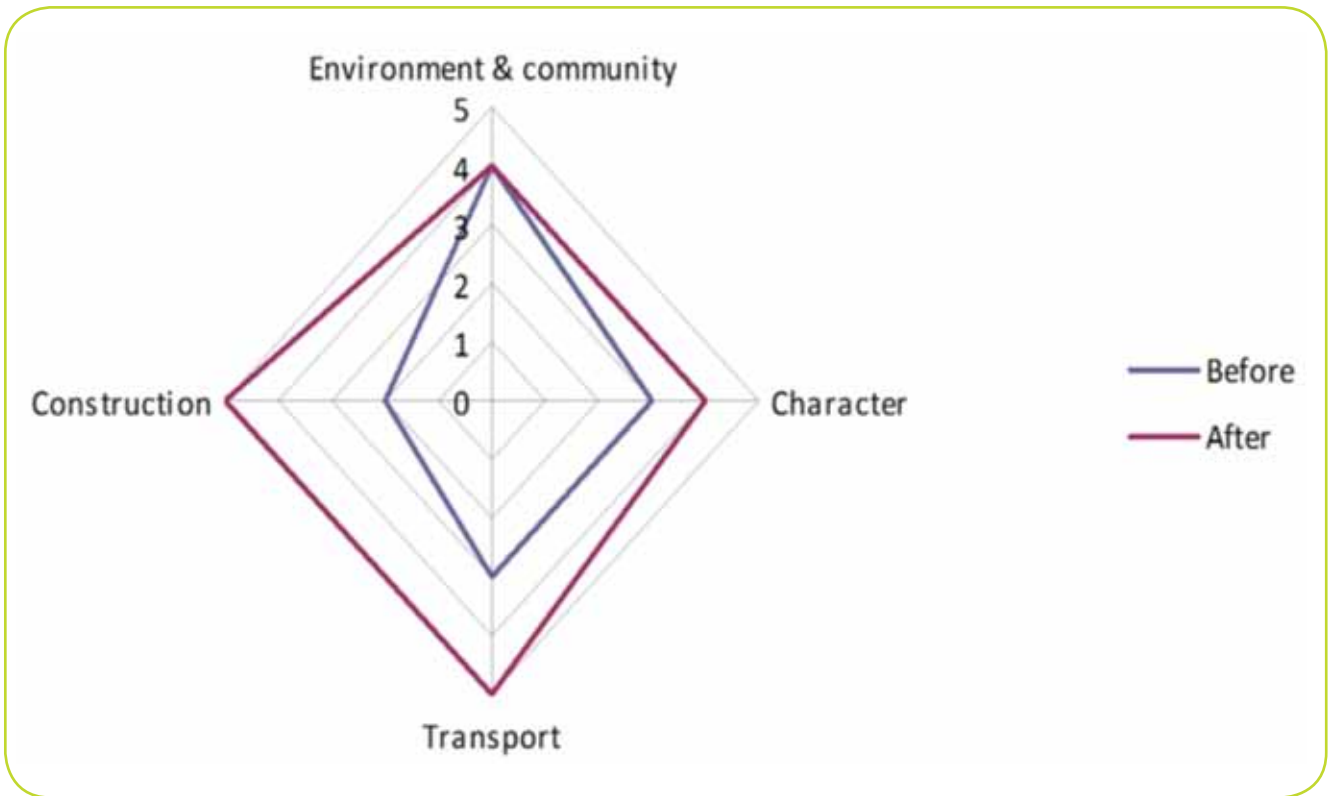 Environment & community
5
4
3
2
1
0
Construction
Character
Transport
Before
After